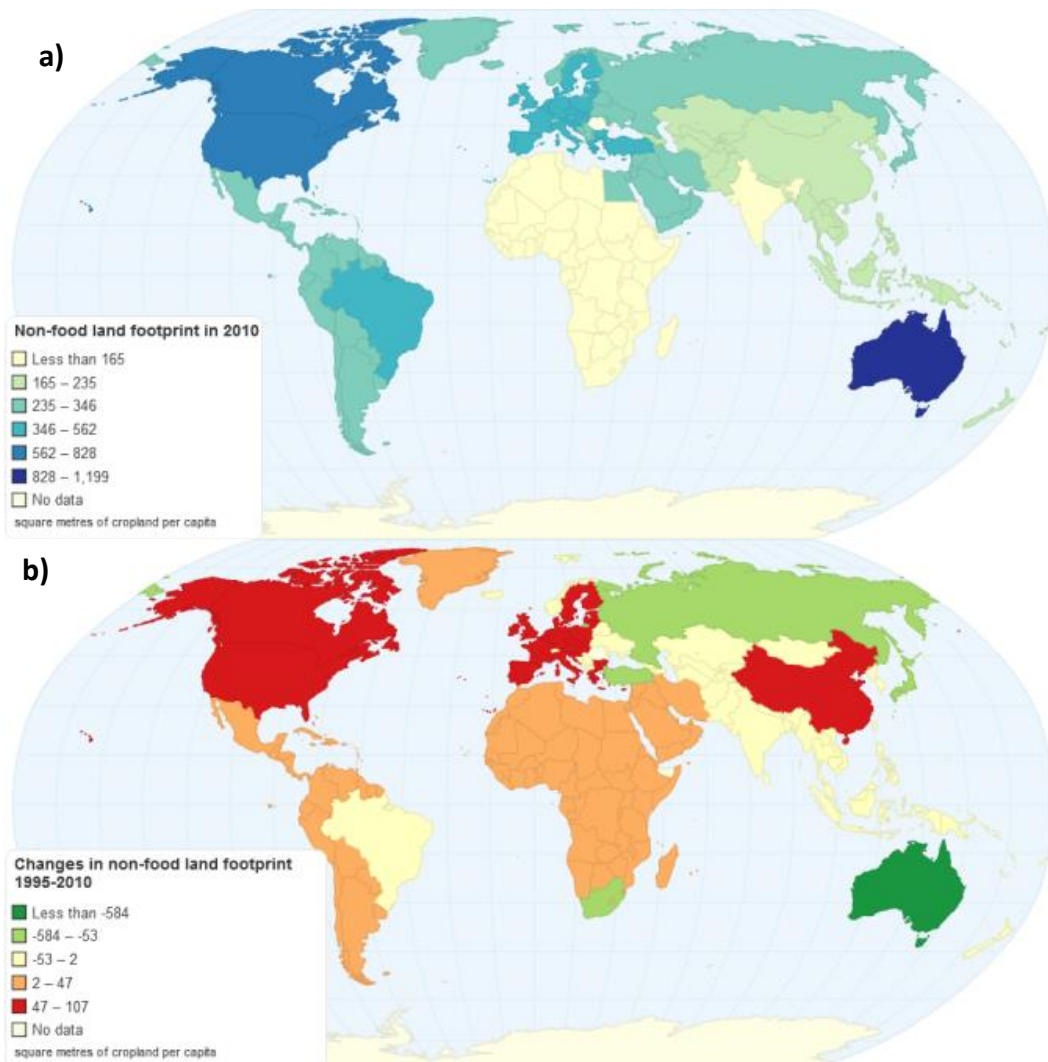 a)
Non-food land footprint in 2010
Less than 165
165 – 235
235 – 346
346 – 562
562 – 828
828 – 1,199
No data
square metres of cropland per capita
b)
Changes in non-food land footprint
1995-2010
Less than -584
-584 – -53
-53 – 2
2 – 47
47 – 107
No data
square metres of cropland per capita